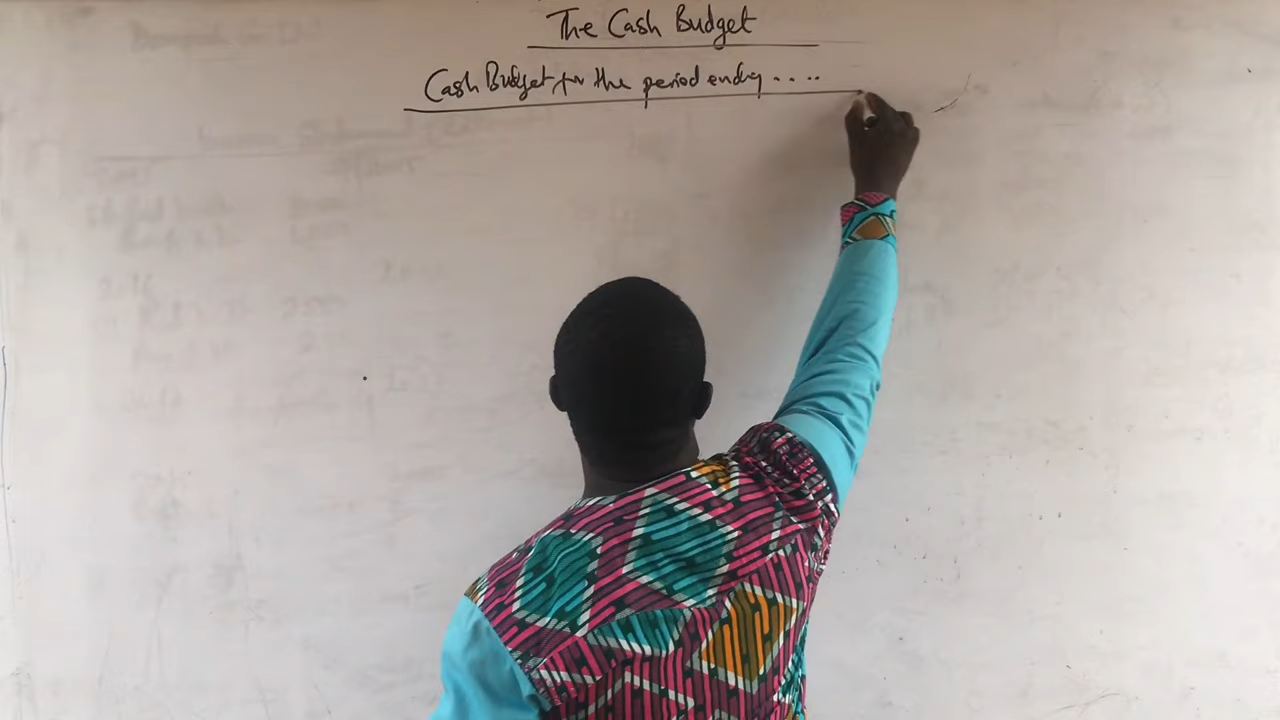 The Cash Budget
Cash Budget for the period ending ....